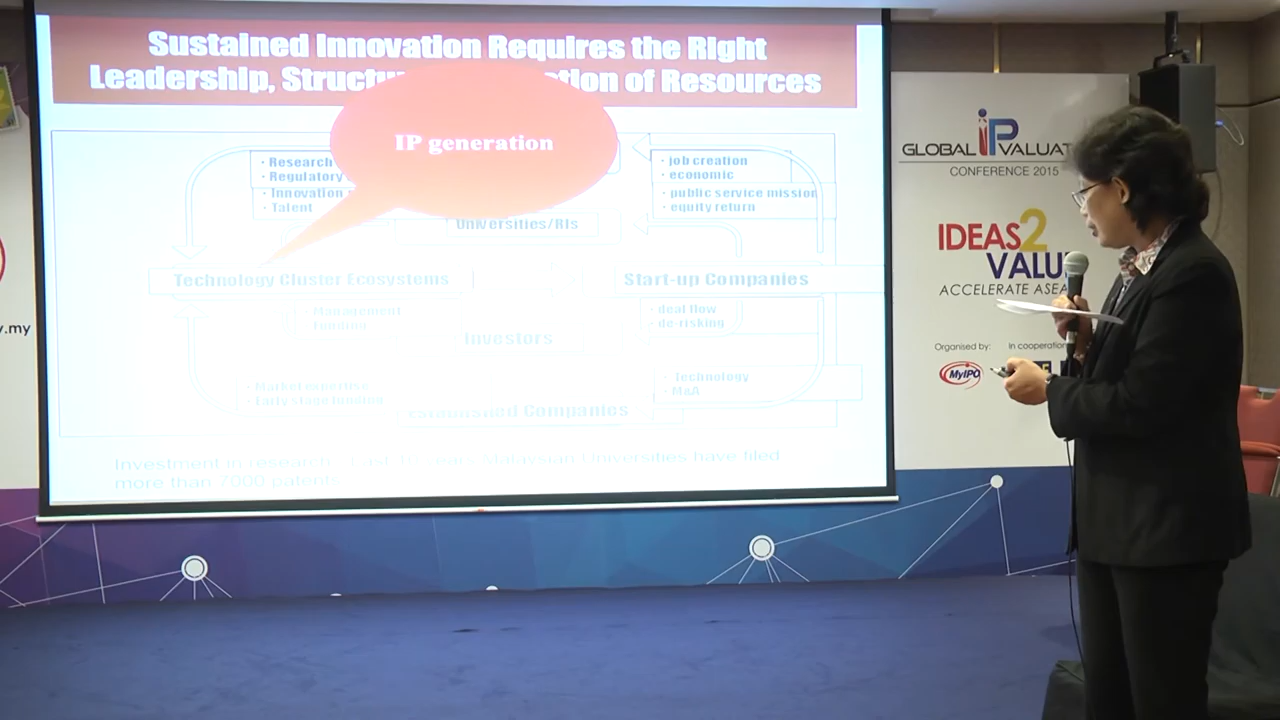 Sustained Innovation Requires the Right
Leadership, of Resources
IP generation
• Research
• Regulatory
• Innovation
• Talent
• job creation
• economic
• public service mission
• equity return
Universities/RIs
Technology Cluster Ecosystems
Start-up Companies
Management
Funding
• deal flow
• de-risking
Investors
• Market expertise
• Early stage funding
• Technology
• M&A
Established Companies
Investment in research: Past 10 years Malaysian Universities have filed
more than 7000 patents
GLOBAL iP VALUAT
CONFERENCE 2015
IDEAS2
VALU
ACCELERATE ASEA
Organised by:
In cooperation
MyIPO
v.my